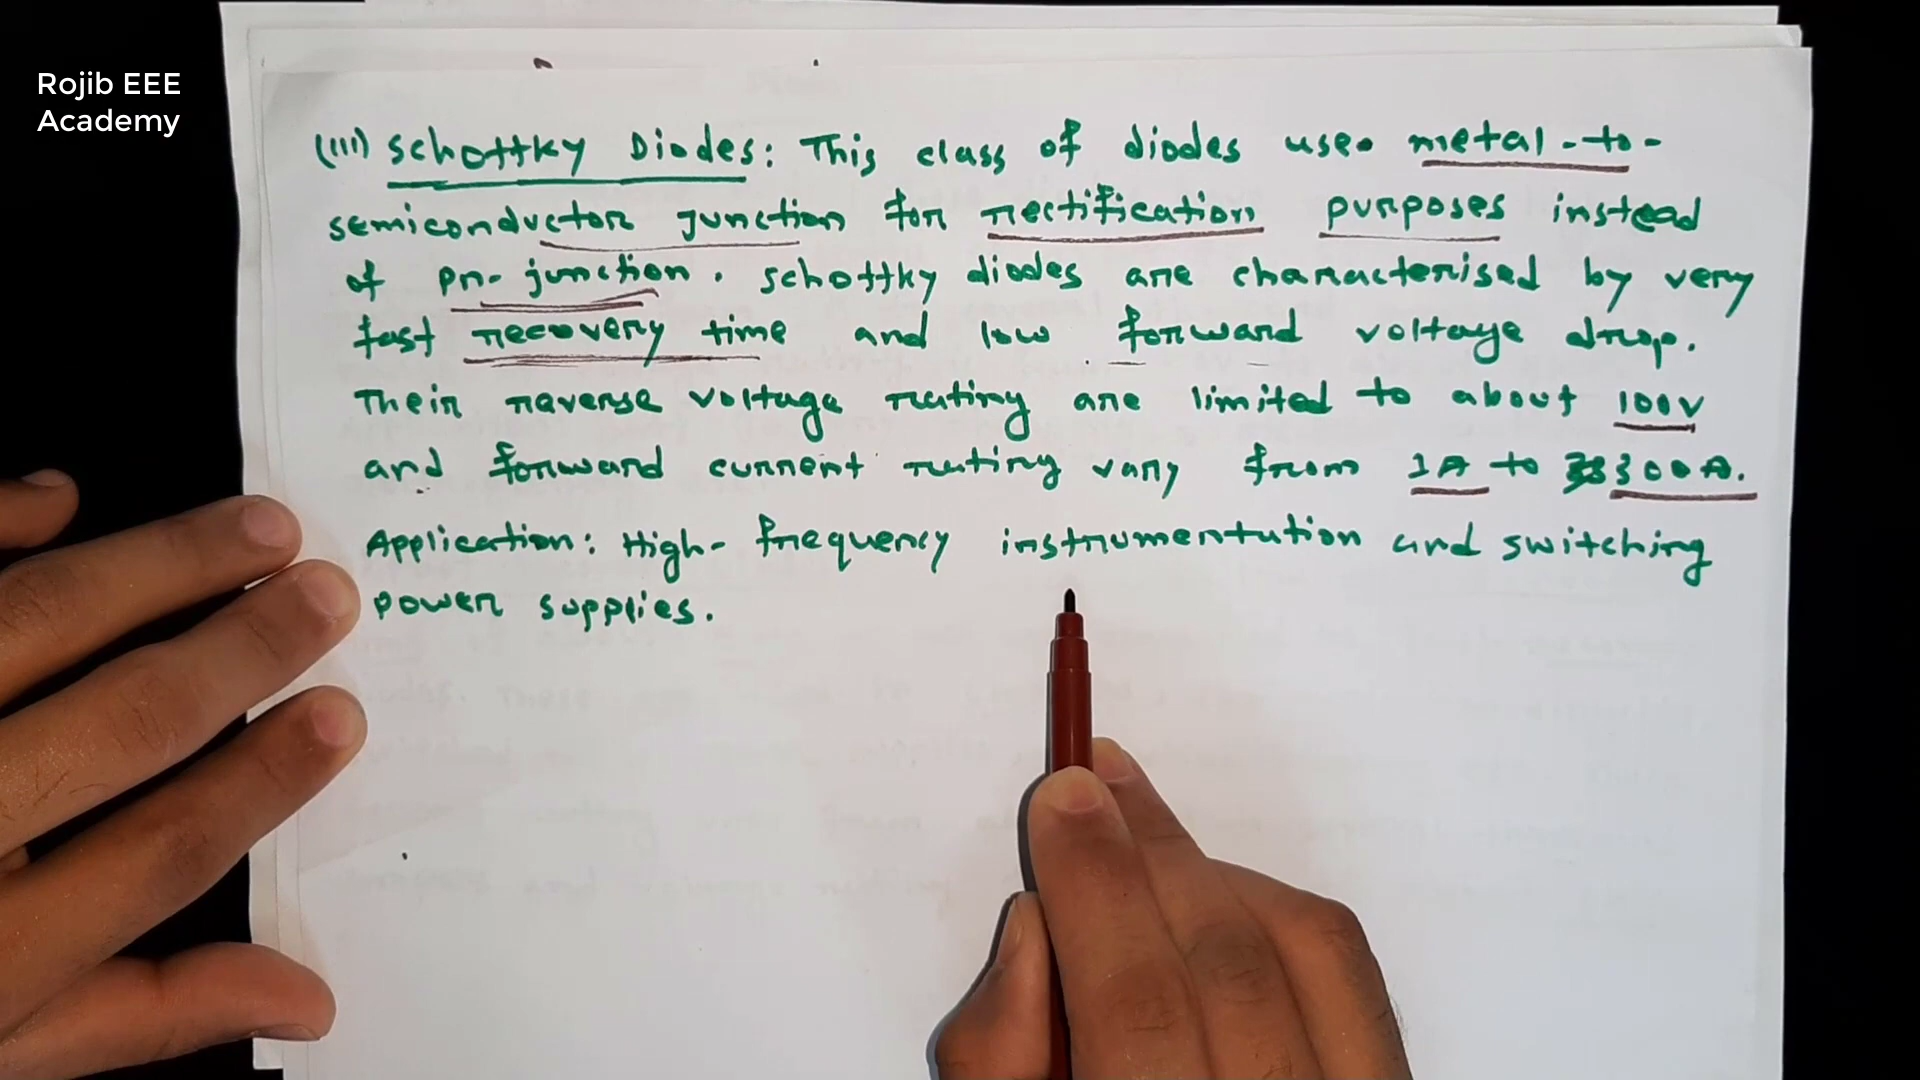 Rojib EEE
Academy
(III) Schottky Diodes: This class of diodes use metal-to-
semiconductor junction for rectification purposes instead
of pn-junction. Schottky diodes are characterised by very
fast recovery time and low forward voltage drop.
Their raverse voltage rating are limited to about 100V
and forward current rating vary from 1A to 300A.
Application: High-frequency instrumentution and switching
power supplies.